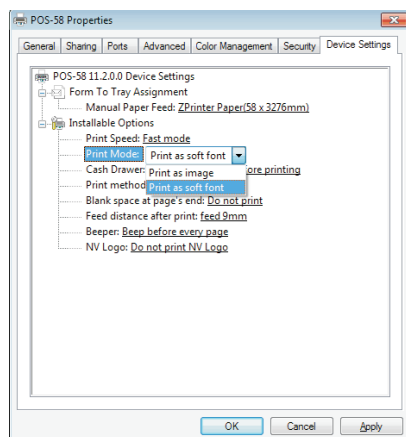 POS-58 Properties
General Sharing Ports Advanced Color Management Security Device Settings
POS-58 11.2.0.0 Device Settings
Form To Tray Assignment
Manual Paper Feed: ZPrinter Paper(58 x 3276mm)
Installable Options
Print Speed: Fast mode
Print Mode: Print as soft font
Cash Drawer: Print as image ore printing
Print method Print as soft font
Blank space at page's end: Do not print
Feed distance after print: feed 9mm
Beeper: Beep before every page
NV Logo: Do not print NV Logo
OK Cancel Apply